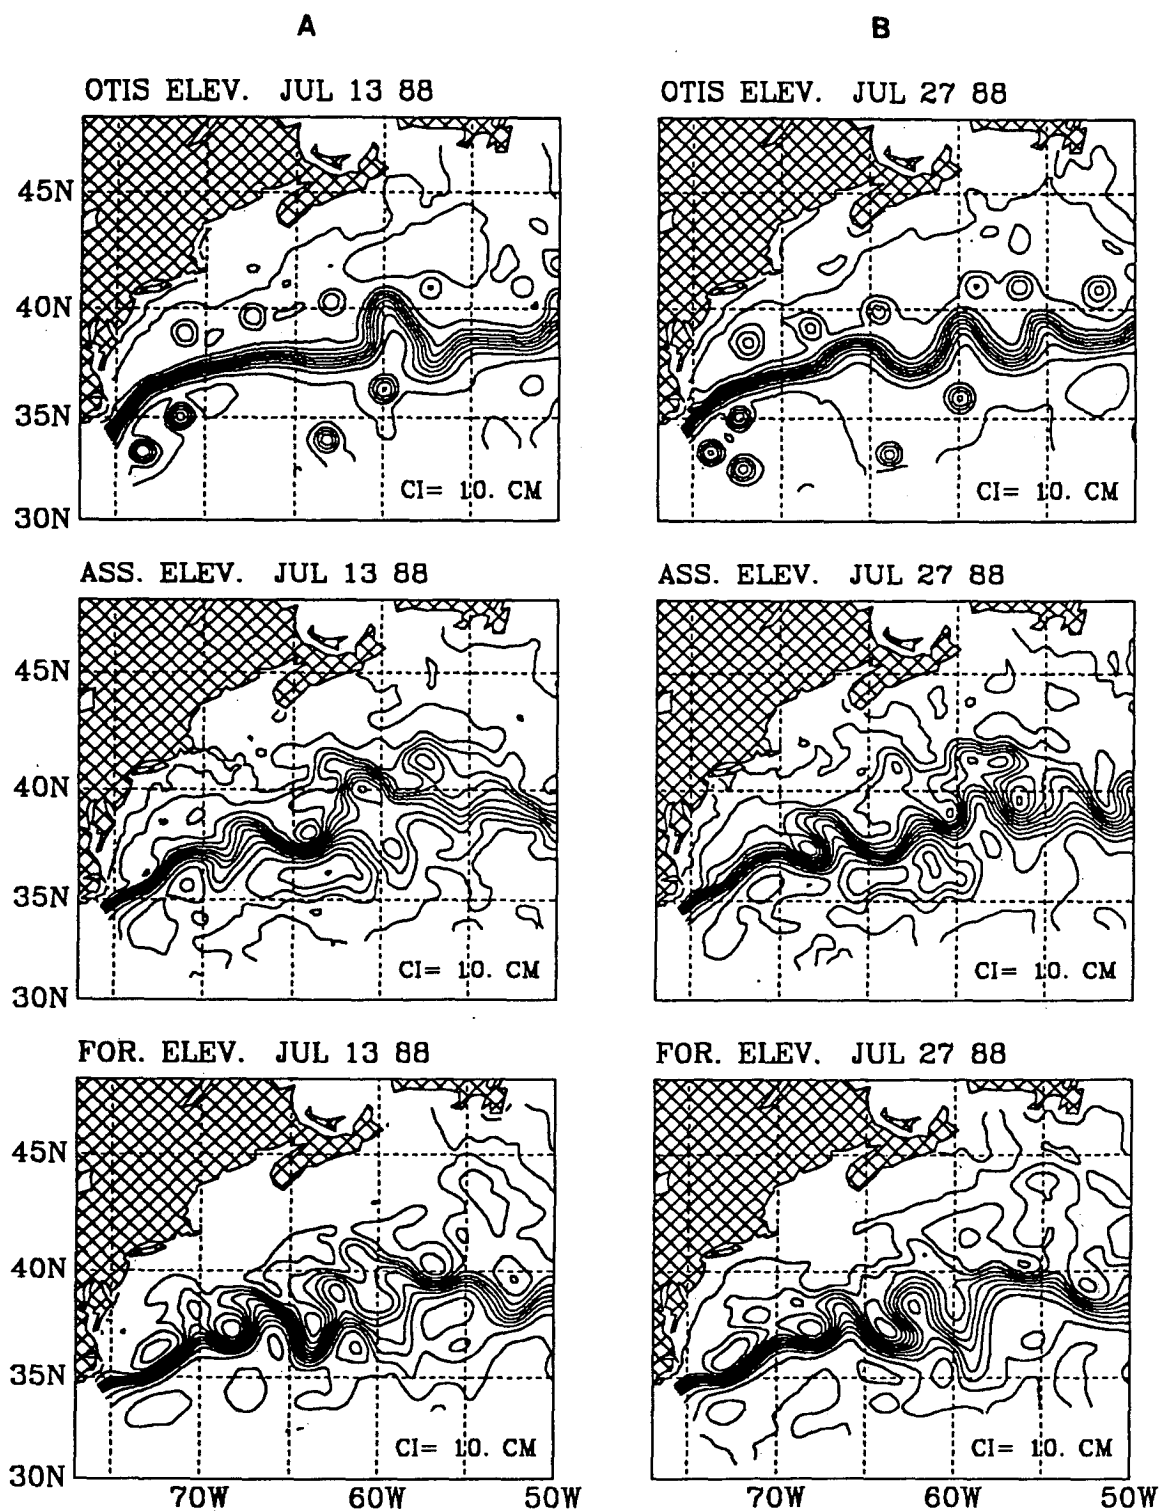 A
B
OTIS ELEV. JUL 13 88
OTIS ELEV. JUL 27 88
45N
40N
35N
30N
CI= 10. CM
CI= 10. CM
ASS. ELEV. JUL 13 88
ASS. ELEV. JUL 27 88
45N
40N
35N
30N
CI= 10. CM
CI= 10. CM
FOR. ELEV. JUL 13 88
FOR. ELEV. JUL 27 88
45N
40N
35N
30N
CI= 10. CM
CI= 10. CM
70W 60W 50W
70W 60W 50W